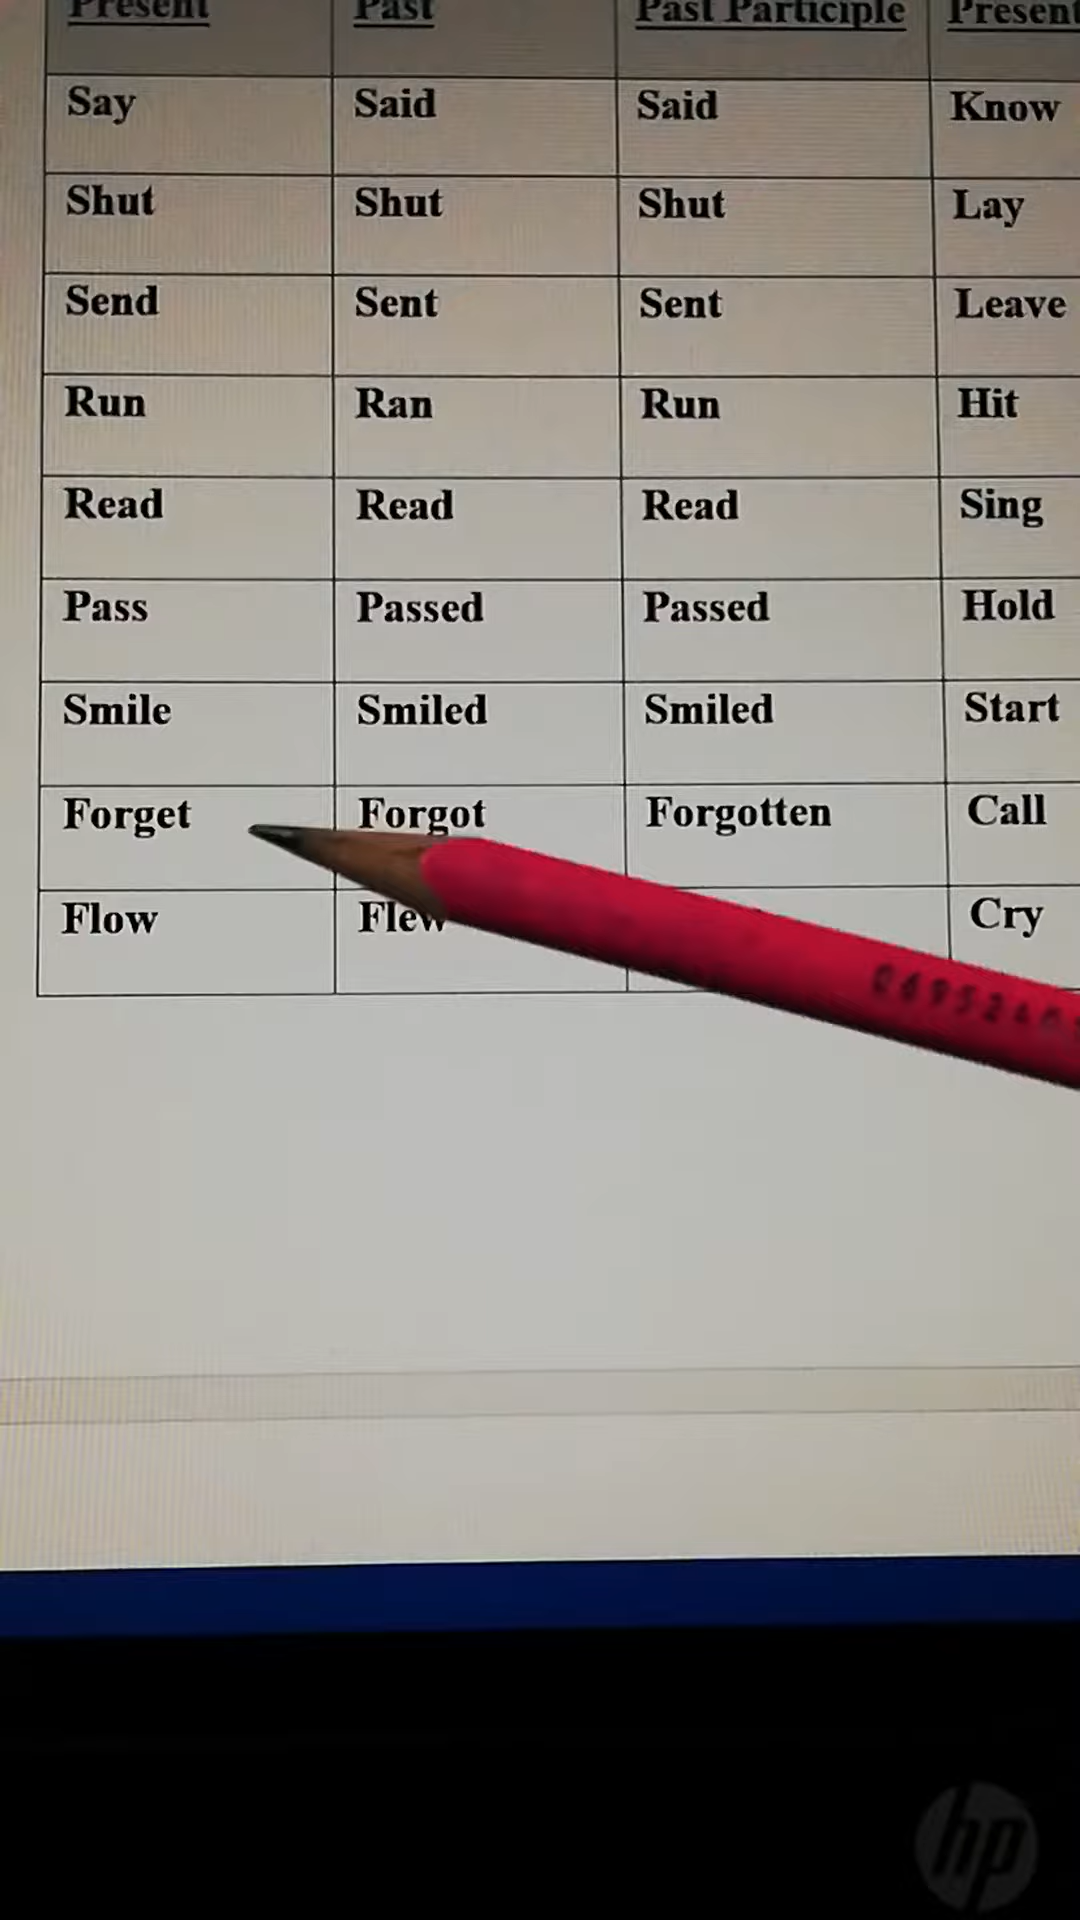 Present Past Past Participle Present
Say Said Said Know
Shut Shut Shut Lay
Send Sent Sent Leave
Run Ran Run Hit
Read Read Read Sing
Pass Passed Passed Hold
Smile Smiled Smiled Start
Forget Forgot Forgotten Call
Flow Flew Cry
hp